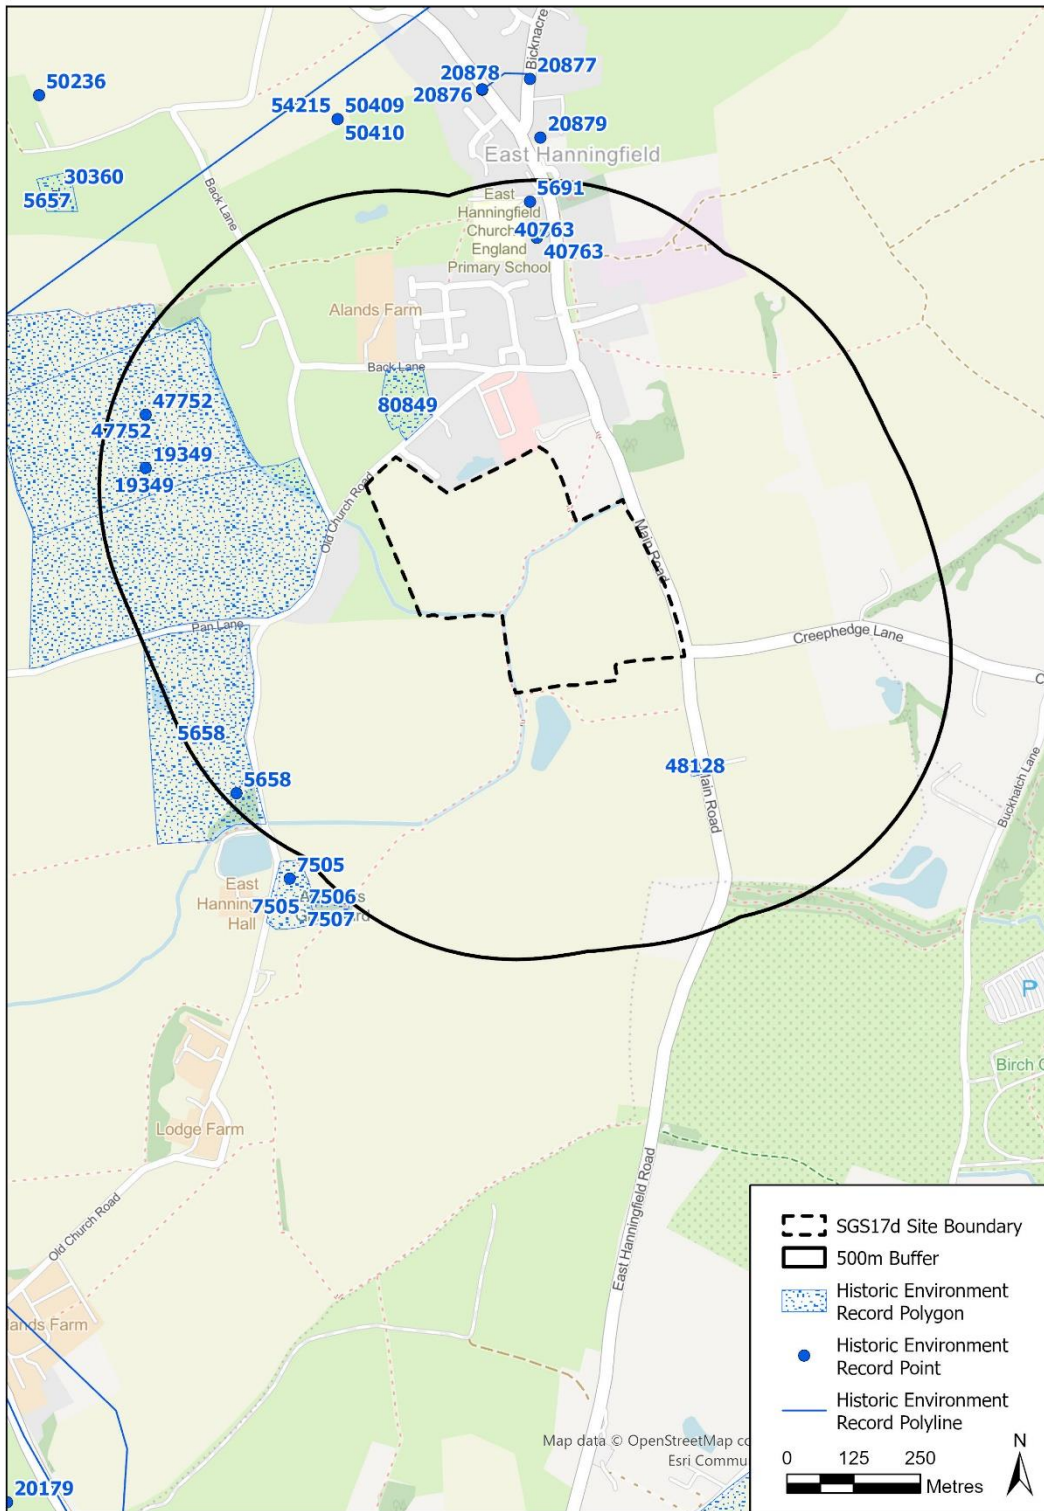 Bicknacre
50236
20878
20877
20876
54215
50409
50410
20879
East Hanningfield
30360
5657
Back Lane
5691
East
Hanningfield
Church
England
Primary School
40763
40763
Alands Farm
Back Lane
80849
47752
47752
19349
19349
Old Church Road
Main Road
Pan Lane
Creephedge Lane
C
5658
48128
Main Road
5658
Buckhatch Lane
7505
East
Hanningfield
Hall
7505
7506
7507
P
Birch
Lodge Farm
Old Church Road
East Hanningfield Road
lands Farm
20179
SGS17d Site Boundary
500m Buffer
Historic Environment
Record Polygon
Historic Environment
Record Point
Historic Environment
Record Polyline
Map data © OpenStreetMap co
Esri Commu
N
0 125 250
Metres